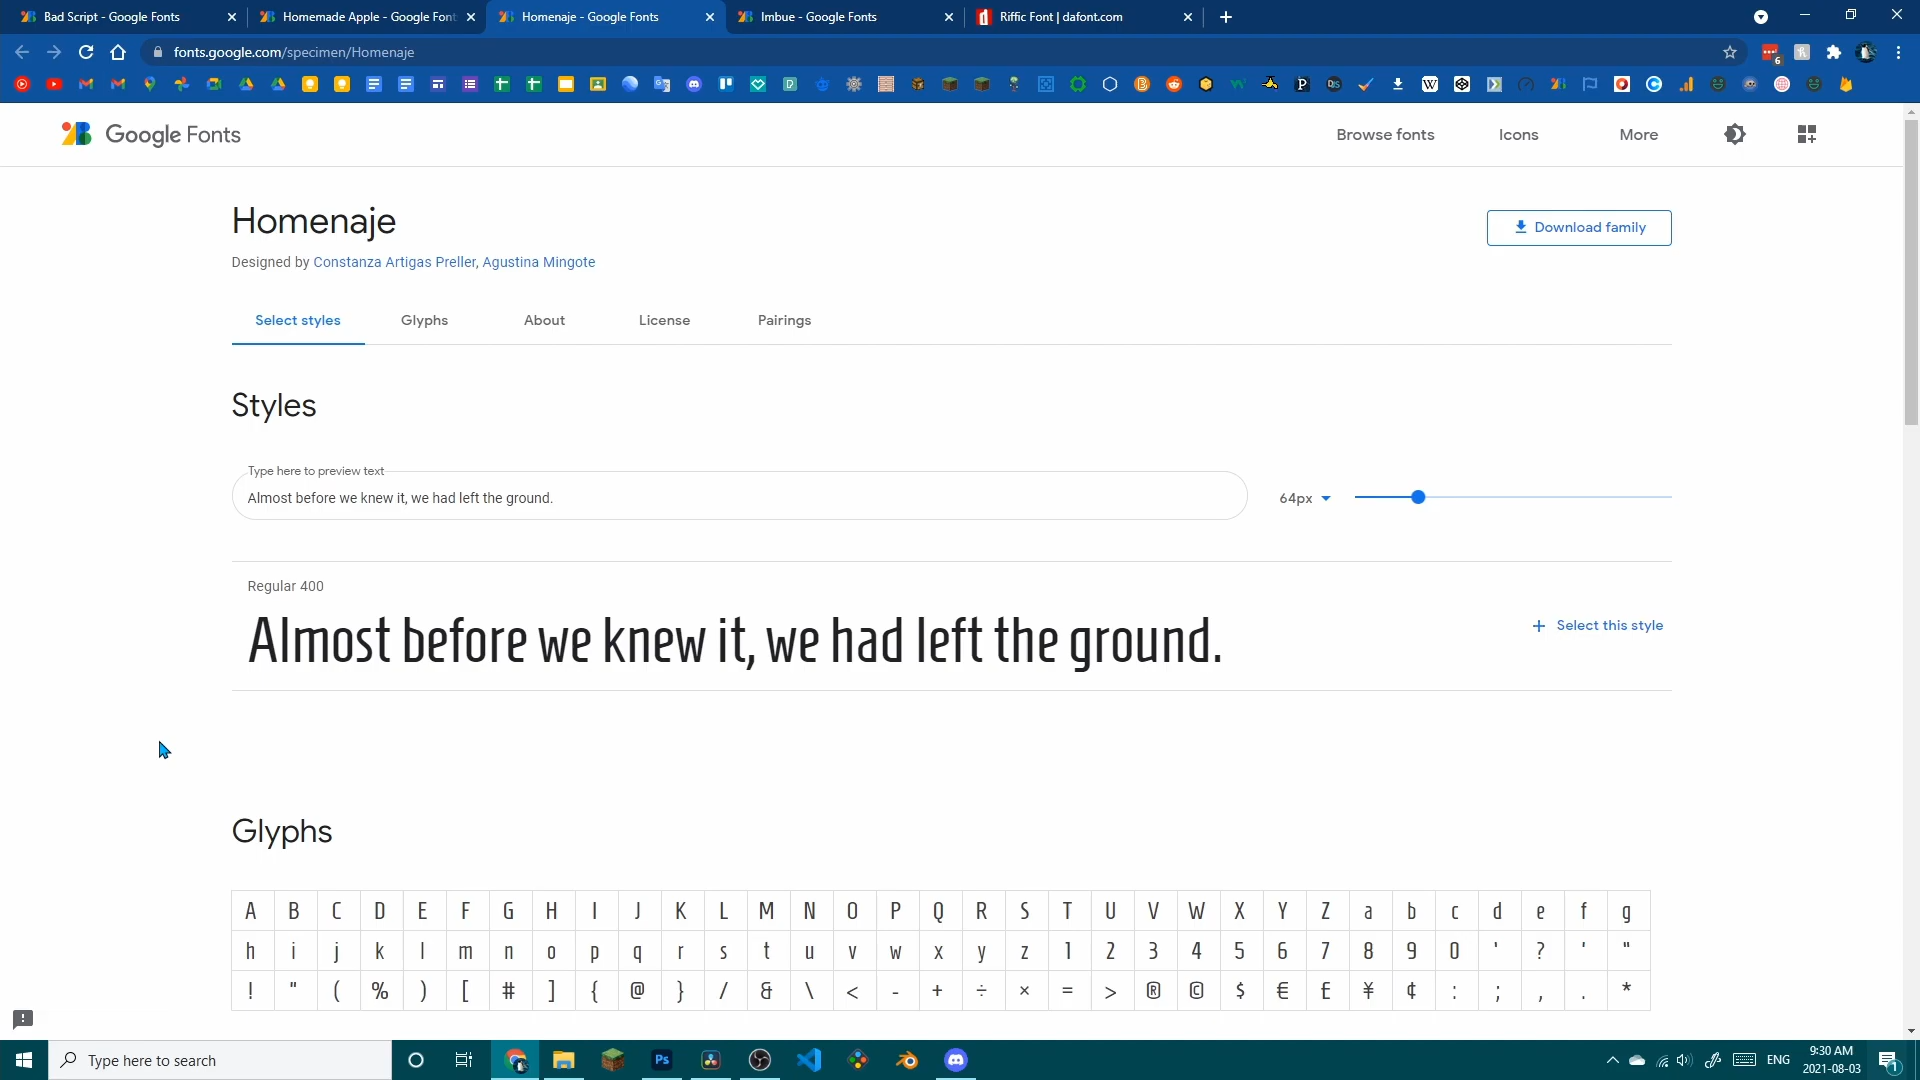 Bad Script - Google Fonts
Homemade Apple - Google Font
Homenaje - Google Fonts
Imbue - Google Fonts
Riffic Font | dafont.com
fonts.google.com/specimen/Homenaje
6
Google Fonts
Browse fonts
Icons
More
Homenaje
Download family
Designed by Constanza Artigas Preller, Agustina Mingote
Select styles
Glyphs
About
License
Pairings
Styles
Type here to preview text
Almost before we knew it, we had left the ground.
64px
Regular 400
Almost before we knew it, we had left the ground.
+ Select this style
Glyphs
A B C D E F G H I J K L M N O P Q R S T U V W X Y Z a b c d e f g
h i j k l m n o p q r s t u v w x y z 1 2 3 4 5 6 7 8 9 0 ' ? ' "
! " ( % ) [ # ] { @ } / & \ < - + ÷ × = > ® © $ € £ ¥ ¢ : ; , . *
Type here to search
Ps
ENG
9:30 AM
2021-08-03
1